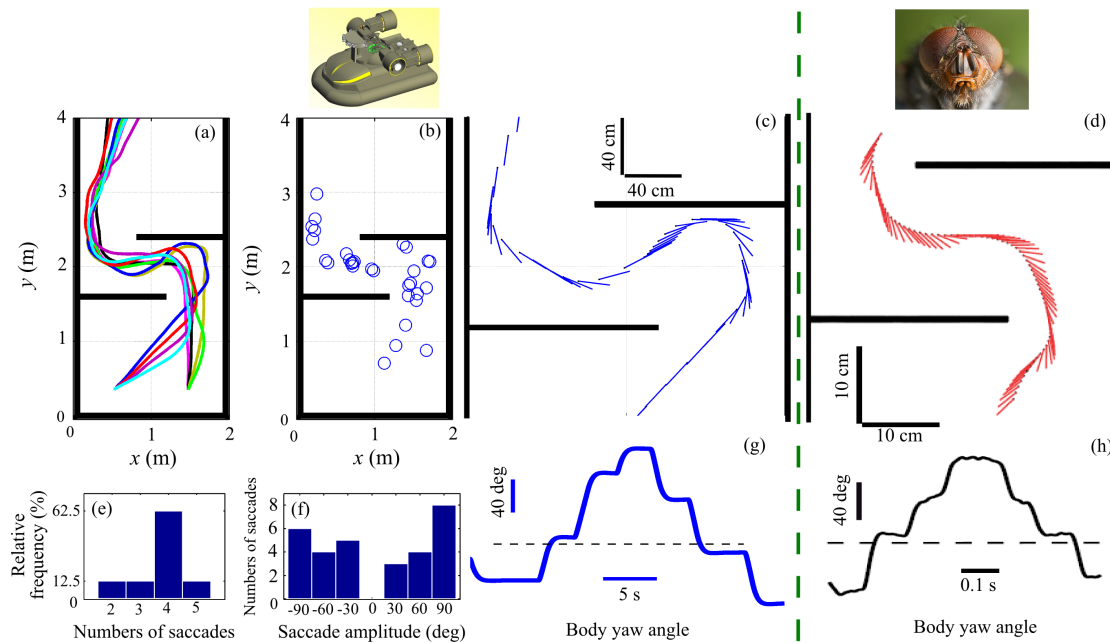 (a)
(b)
(c)
(d)
4
3
2
1
0
y (m)
0
1
2
x (m)
4
3
2
1
0
y (m)
0
1
2
x (m)
40 cm
40 cm
10 cm
10 cm
(e)
Relative
frequency (%)
62.5
12.5
0
2
3
4
5
Numbers of saccades
(f)
Numbers of saccades
8
6
4
2
0
-90
-60
-30
0
30
60
90
Saccade amplitude (deg)
(g)
40 deg
5 s
Body yaw angle
(h)
40 deg
0.1 s
Body yaw angle